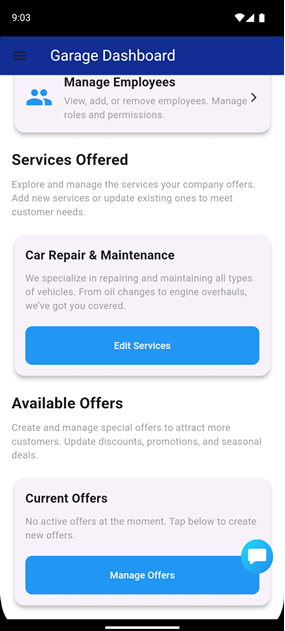 9:03
Garage Dashboard
Manage Employees
View, add, or remove employees. Manage
roles and permissions.
Services Offered
Explore and manage the services your company offers.
Add new services or update existing ones to meet
customer needs.
Car Repair & Maintenance
We specialize in repairing and maintaining all types
of vehicles. From oil changes to engine overhauls,
we've got you covered.
Edit Services
Available Offers
Create and manage special offers to attract more
customers. Update discounts, promotions, and seasonal
deals.
Current Offers
No active offers at the moment. Tap below to create
new offers.
Manage Offers